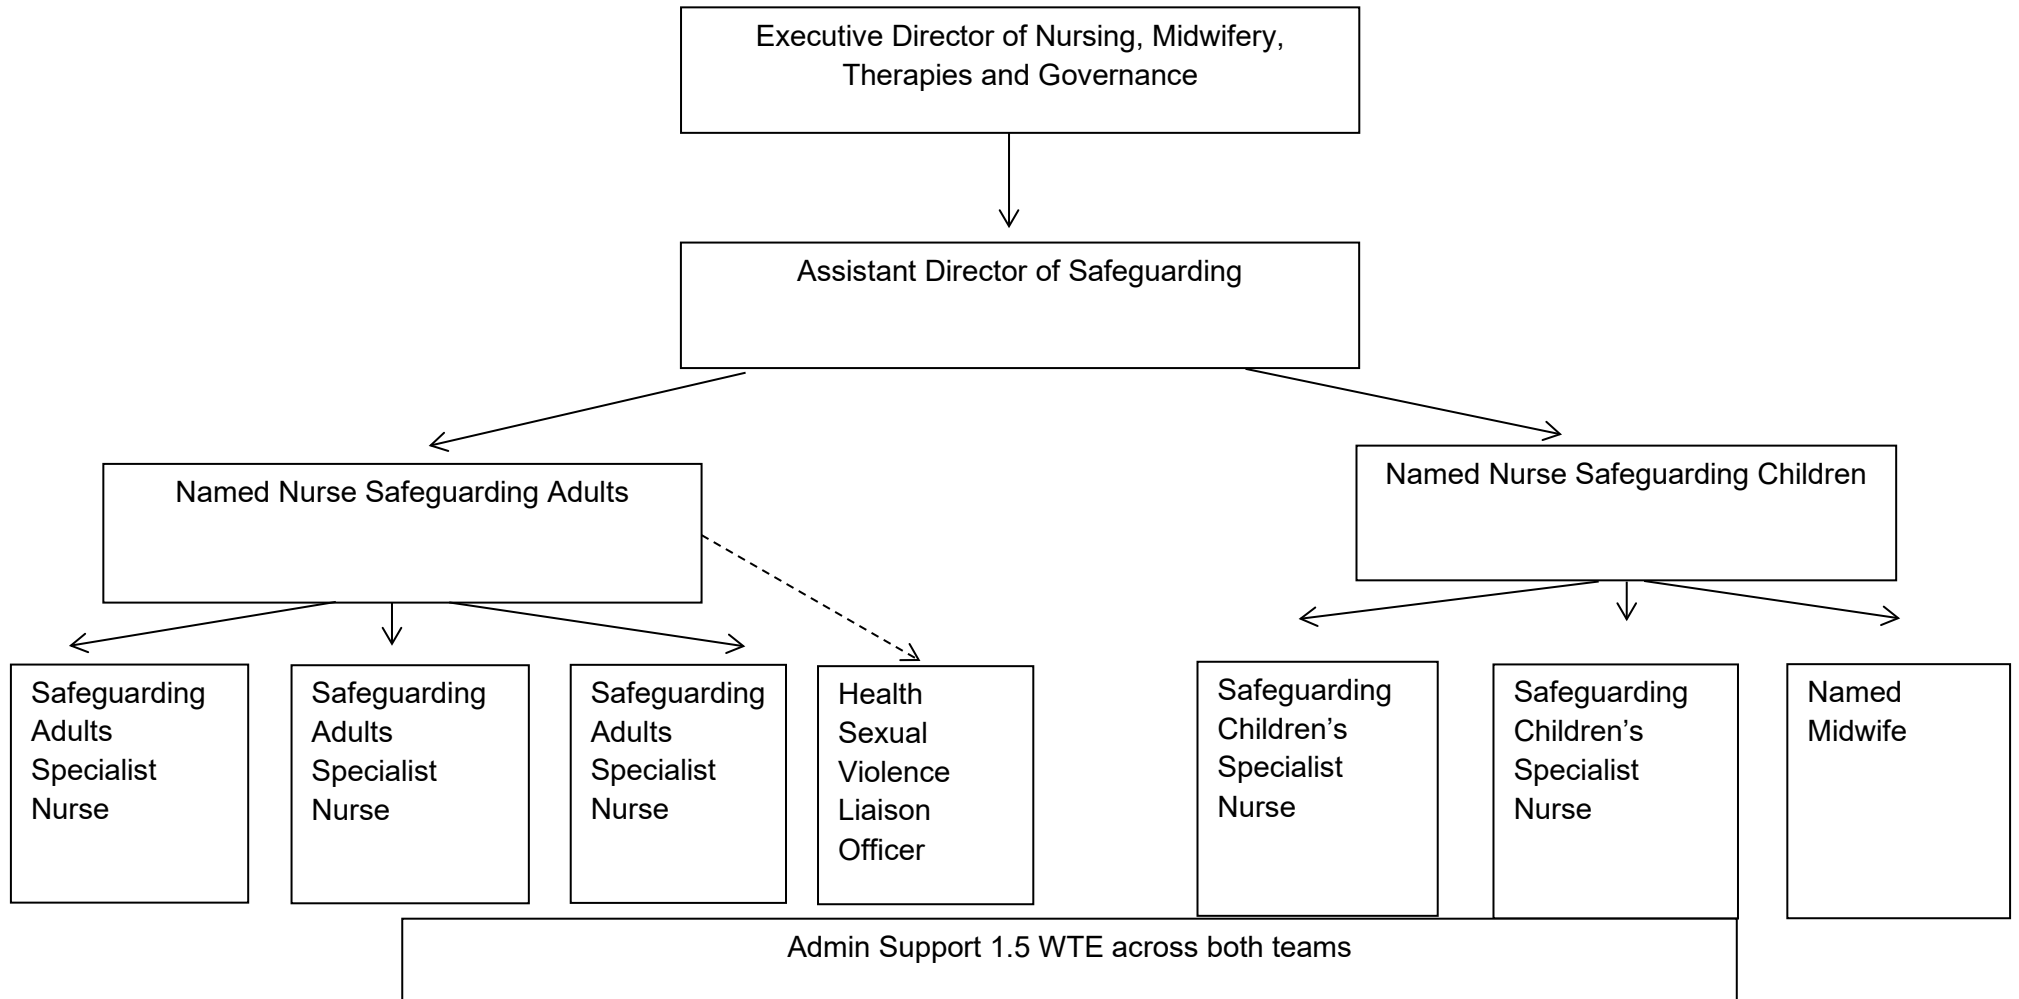 Executive Director of Nursing, Midwifery,
Therapies and Governance
Assistant Director of Safeguarding
Named Nurse Safeguarding Adults
Named Nurse Safeguarding Children
Safeguarding
Adults
Specialist
Nurse
Safeguarding
Adults
Specialist
Nurse
Safeguarding
Adults
Specialist
Nurse
Health
Sexual
Violence
Liaison
Officer
Safeguarding
Children’s
Specialist
Nurse
Safeguarding
Children’s
Specialist
Nurse
Named
Midwife
Admin Support 1.5 WTE across both teams